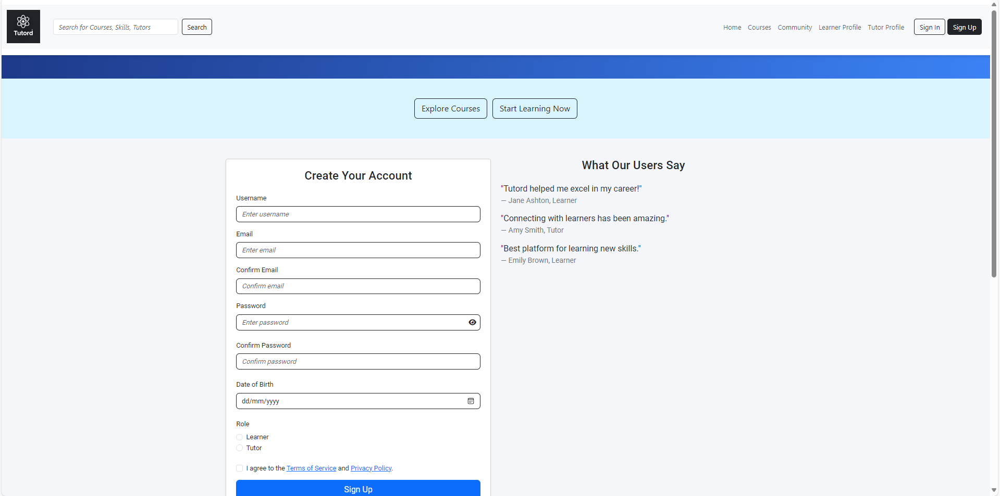 Tutord
Search for Courses, Skills, Tutors
Search
Home
Courses
Community
Learner Profile
Tutor Profile
Sign In
Sign Up
Explore Courses
Start Learning Now
Create Your Account
Username
Enter username
Email
Enter email
Confirm Email
Confirm email
Password
Enter password
Confirm Password
Confirm password
Date of Birth
dd/mm/yyyy
Role
Learner
Tutor
I agree to the Terms of Service and Privacy Policy.
Sign Up
What Our Users Say
"Tutord helped me excel in my career!"
— Jane Ashton, Learner
"Connecting with learners has been amazing."
— Amy Smith, Tutor
"Best platform for learning new skills."
— Emily Brown, Learner